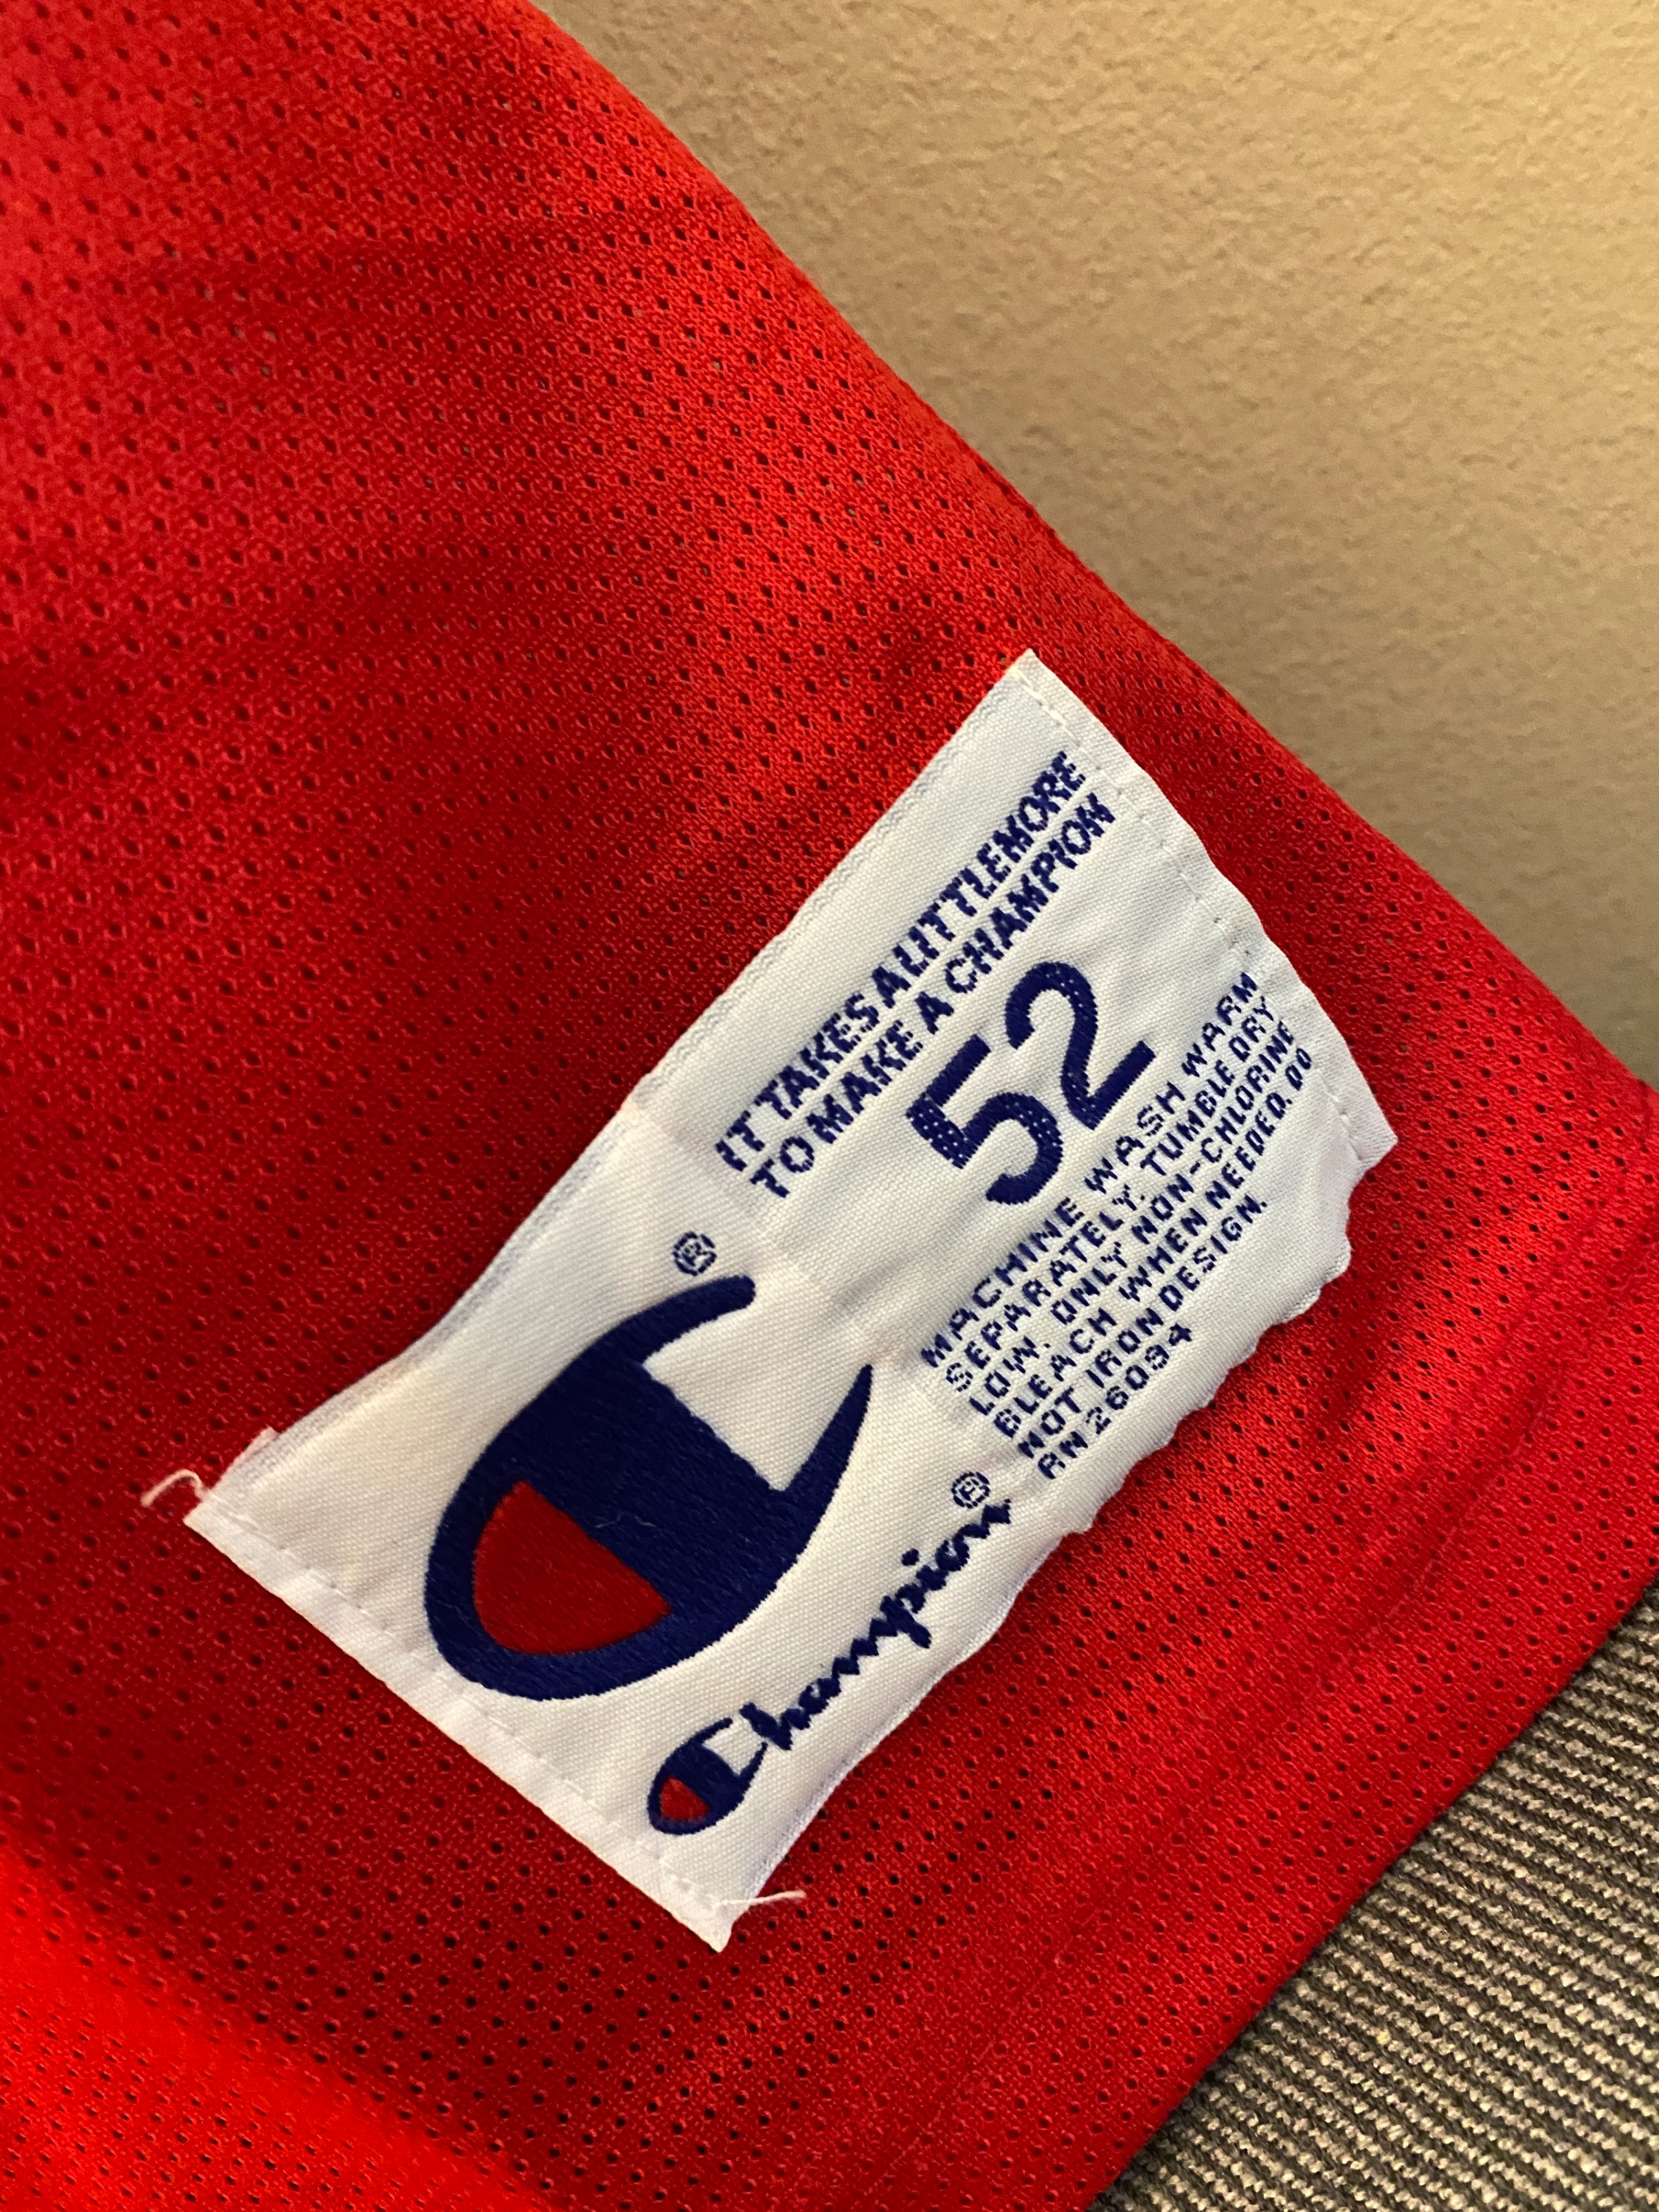 IT TAKES A LITTLE MORE
TO MAKE A CHAMPION
52
®
MACHINE WASH WARM
SEPARATELY. TUMBLE DRY
LOW. ONLY NON-CHLORINE
BLEACH WHEN NEEDED. DO
NOT IRON DESIGN.
RN 26094
Champion®